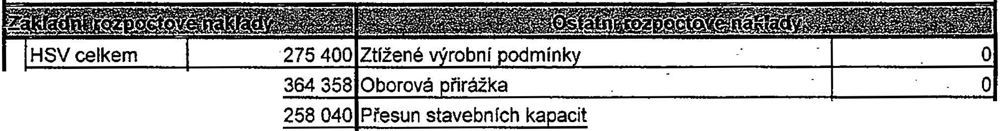 Základní rozpočtové náklady Ostatní rozpočtové náklady
HSV celkem 275 400 Ztížené výrobní podmínky 0
364 358 Oborová přirážka 0
258 040 Přesun stavebních kapacit